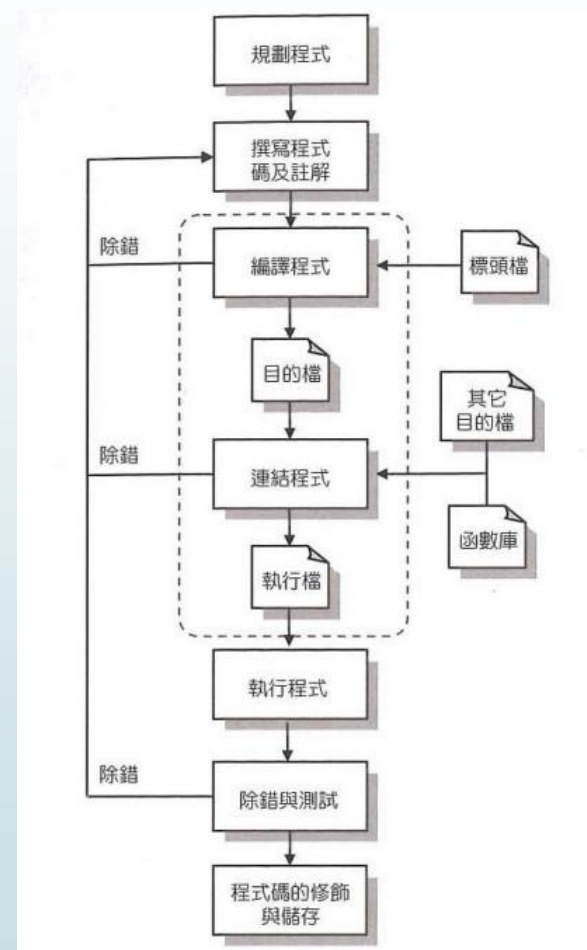 規劃程式
撰寫程式
碼及註解
除錯
編譯程式
標頭檔
目的檔
其它
目的檔
除錯
連結程式
函數庫
執行檔
執行程式
除錯
除錯與測試
程式碼的修飾
與儲存